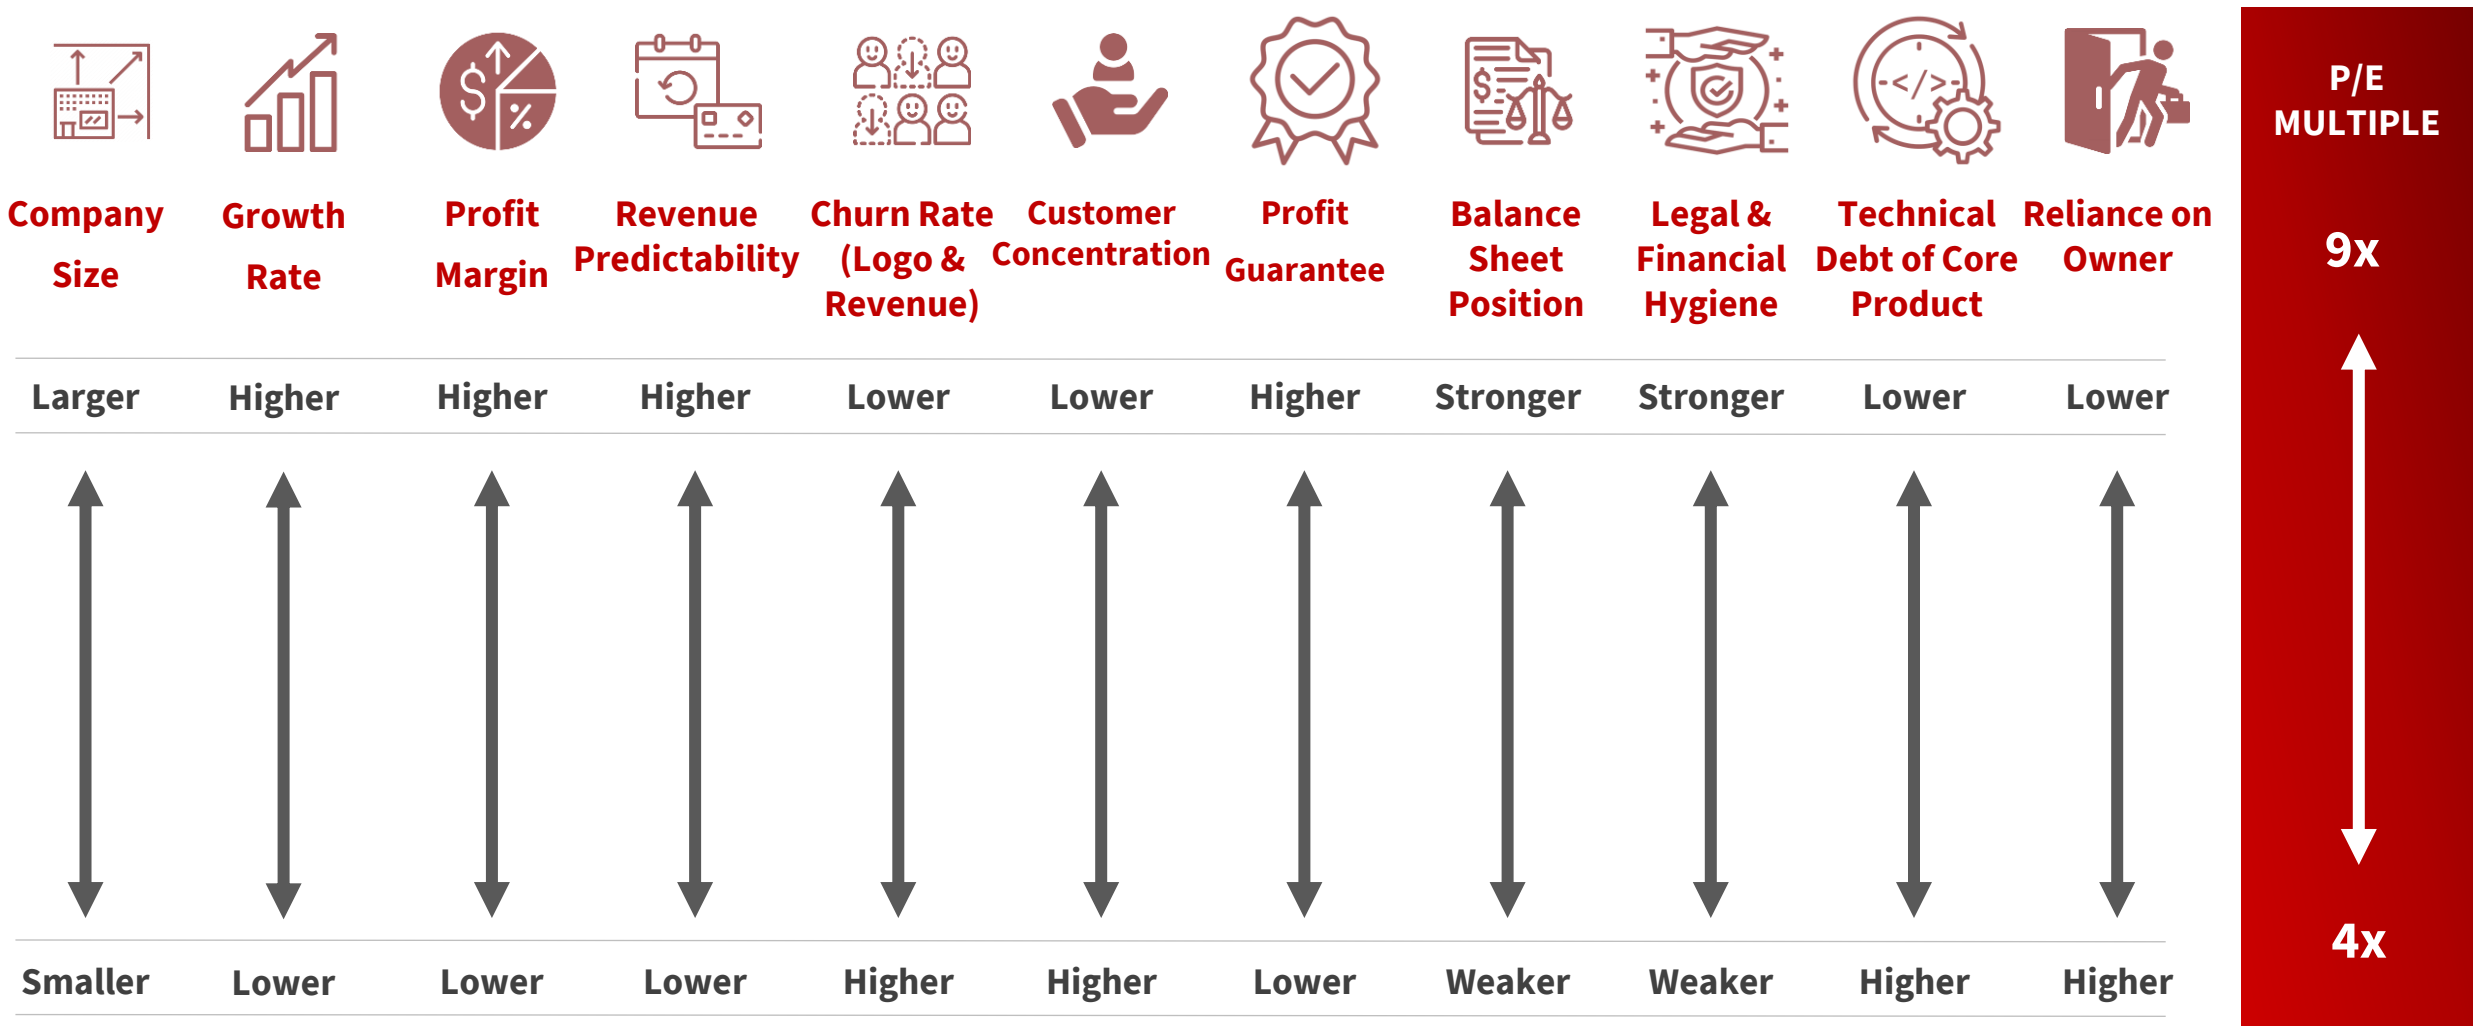 Company
Size
Growth
Rate
Profit
Margin
Revenue
Predictability
Churn Rate
(Logo &
Revenue)
Customer
Concentration
Profit
Guarantee
Balance
Sheet
Position
Legal &
Financial
Hygiene
Technical
Debt of Core
Product
Reliance on
Owner
P/E
MULTIPLE
9x
Larger
Higher
Higher
Higher
Lower
Lower
Higher
Stronger
Stronger
Lower
Lower
Smaller
Lower
Lower
Lower
Higher
Higher
Lower
Weaker
Weaker
Higher
Higher
4x